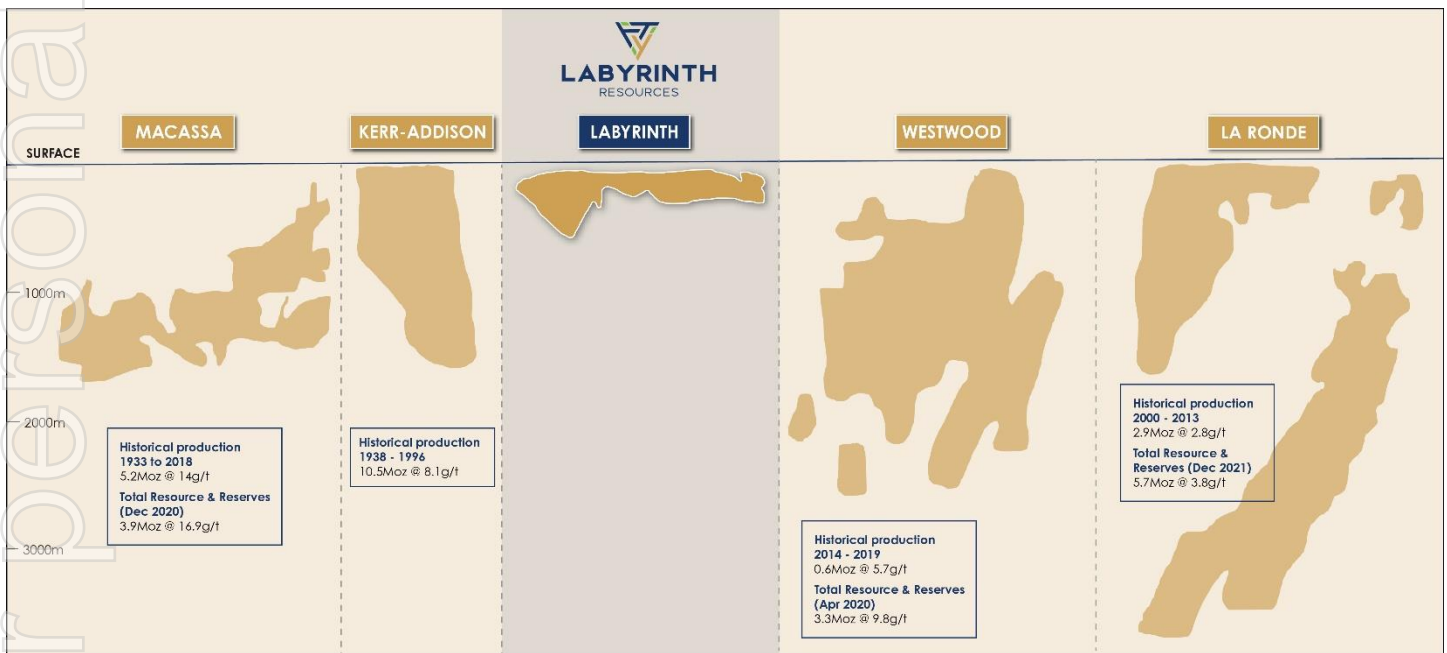 LABYRINTH
RESOURCES
MACASSA
KERR-ADDISON
LABYRINTH
WESTWOOD
LA RONDE
SURFACE
1000m
2000m
3000m
Historical production
1933 to 2018
5.2Moz @ 14g/t
Total Resource & Reserves
(Dec 2020)
3.9Moz @ 16.9g/t
Historical production
1938 - 1996
10.5Moz @ 8.1g/t
Historical production
2014 - 2019
0.6Moz @ 5.7g/t
Total Resource & Reserves
(Apr 2020)
3.3Moz @ 9.8g/t
Historical production
2000 - 2013
2.9Moz @ 2.8g/t
Total Resource &
Reserves (Dec 2021)
5.7Moz @ 3.8g/t
r personal